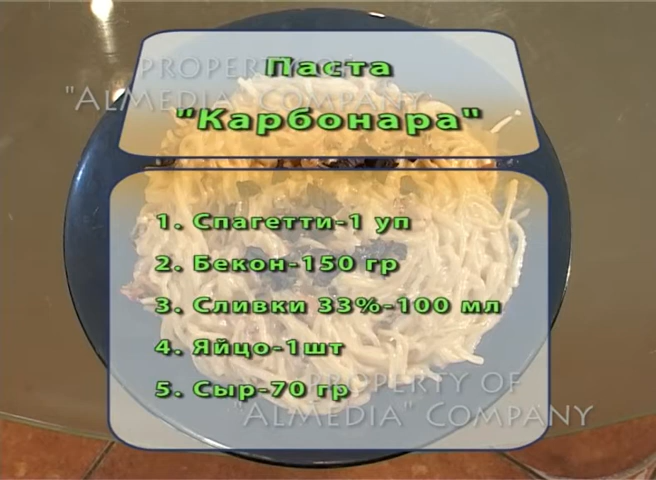 PROPERTY OF
"ALMEDIA" COMPANY
Паста
"Карбонара"
1. Спагетти-1 уп
2. Бекон-150 гр
3. Сливки 33%-100 мл
4. Яйцо-1шт
5. Сыр-70 гр
PROPERTY OF
"ALMEDIA" COMPANY